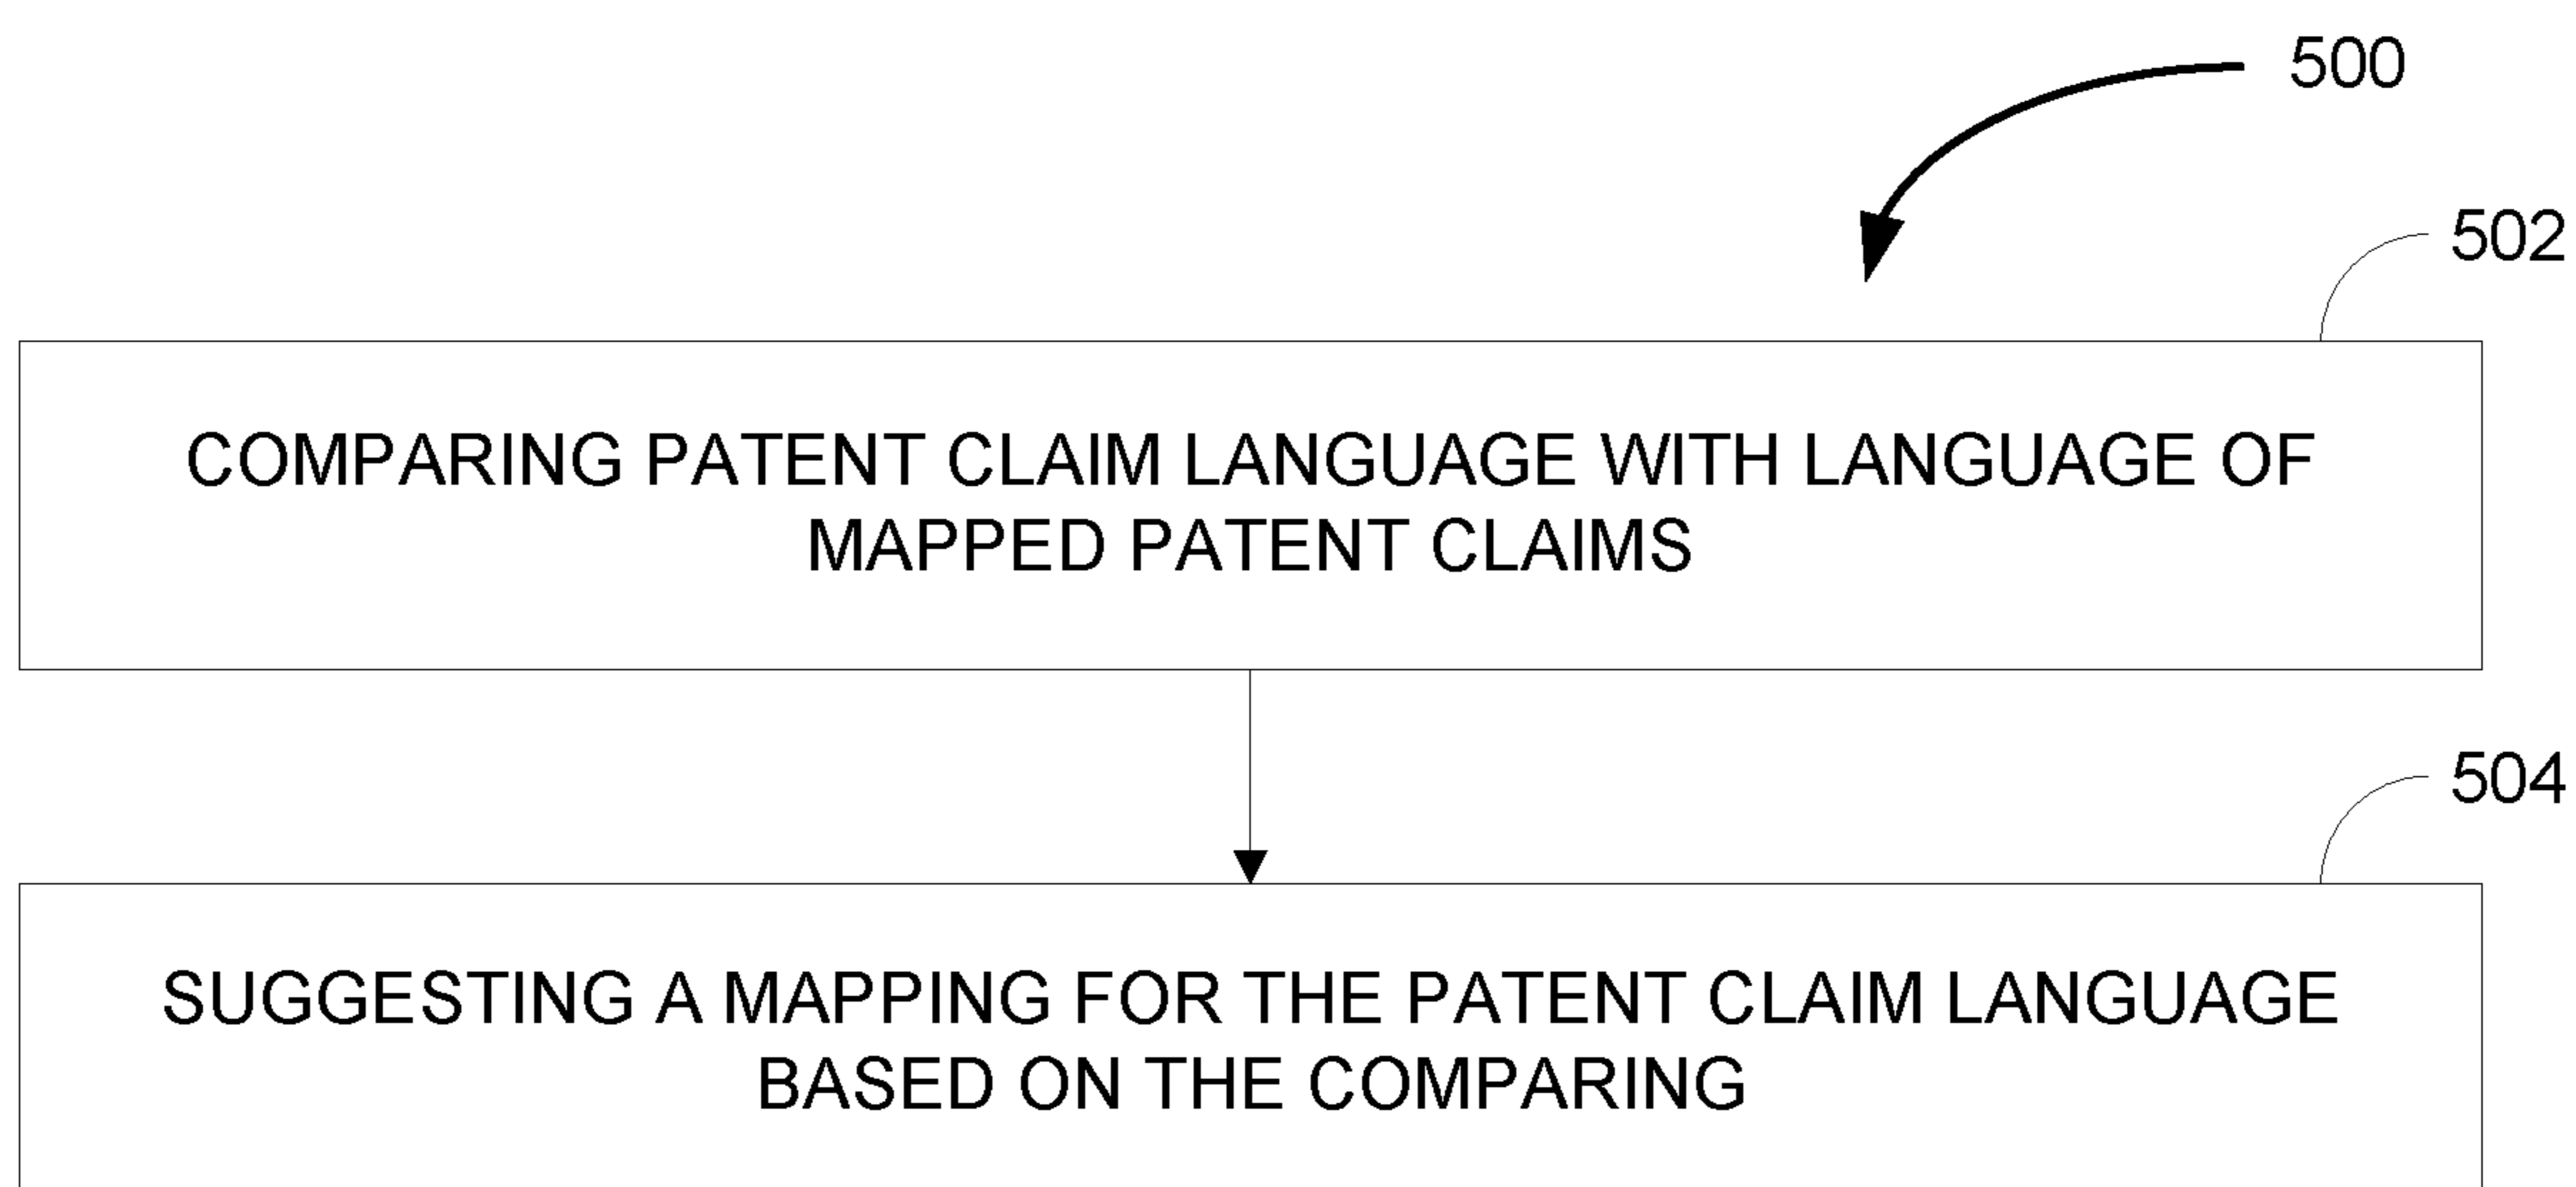 500
502
COMPARING PATENT CLAIM LANGUAGE WITH LANGUAGE OF
MAPPED PATENT CLAIMS
504
SUGGESTING A MAPPING FOR THE PATENT CLAIM LANGUAGE
BASED ON THE COMPARING